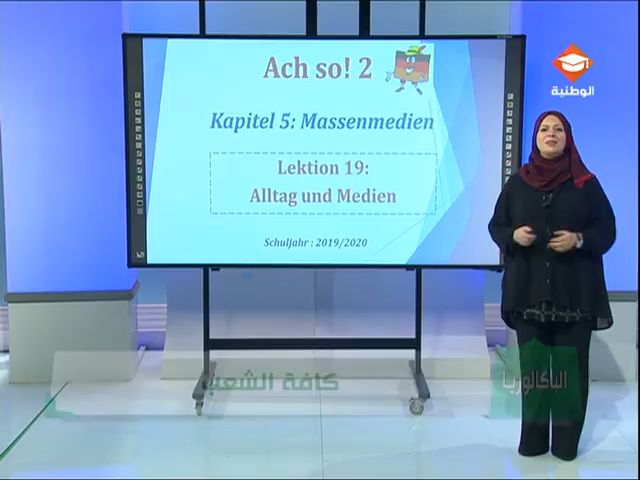 Ach so! 2
Kapitel 5: Massenmedien
Lektion 19:
Alltag und Medien
Schuljahr : 2019/2020
الوطنية
كافة الشعب
الباكالوريا